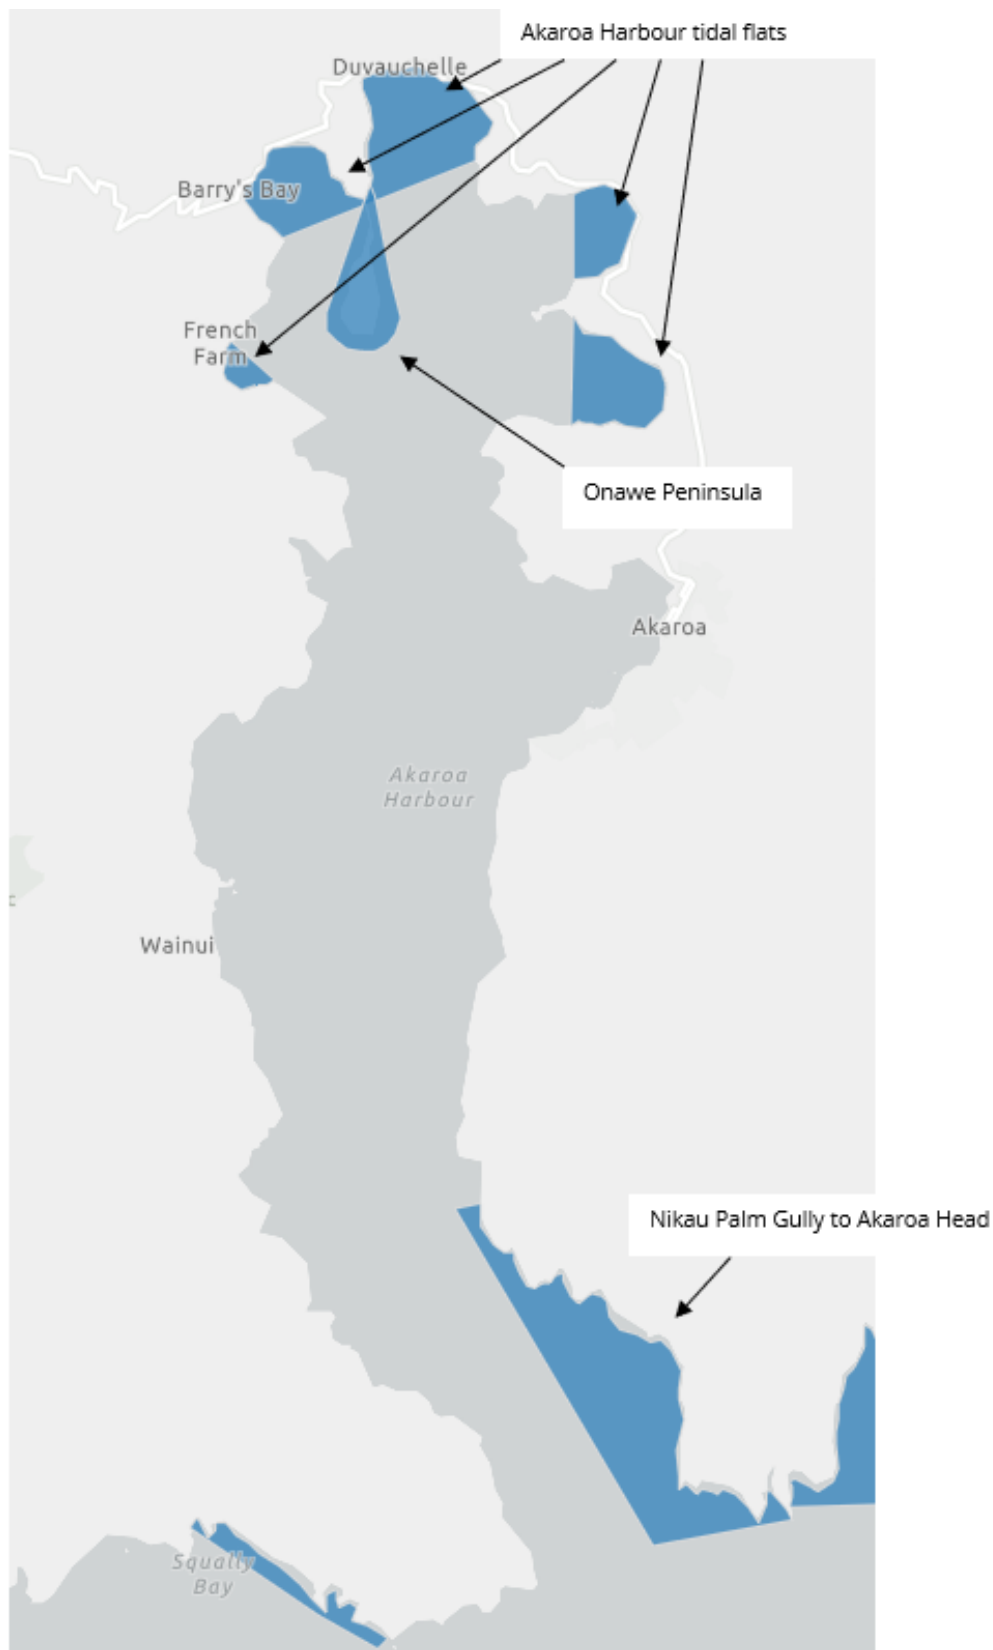 Akaroa Harbour tidal flats
Duvauchelle
Barry's Bay
French
Farm
Onawe Peninsula
Akaroa
Akaroa
Harbour
c
Wainui
Nikau Palm Gully to Akaroa Head
Squally
Bay